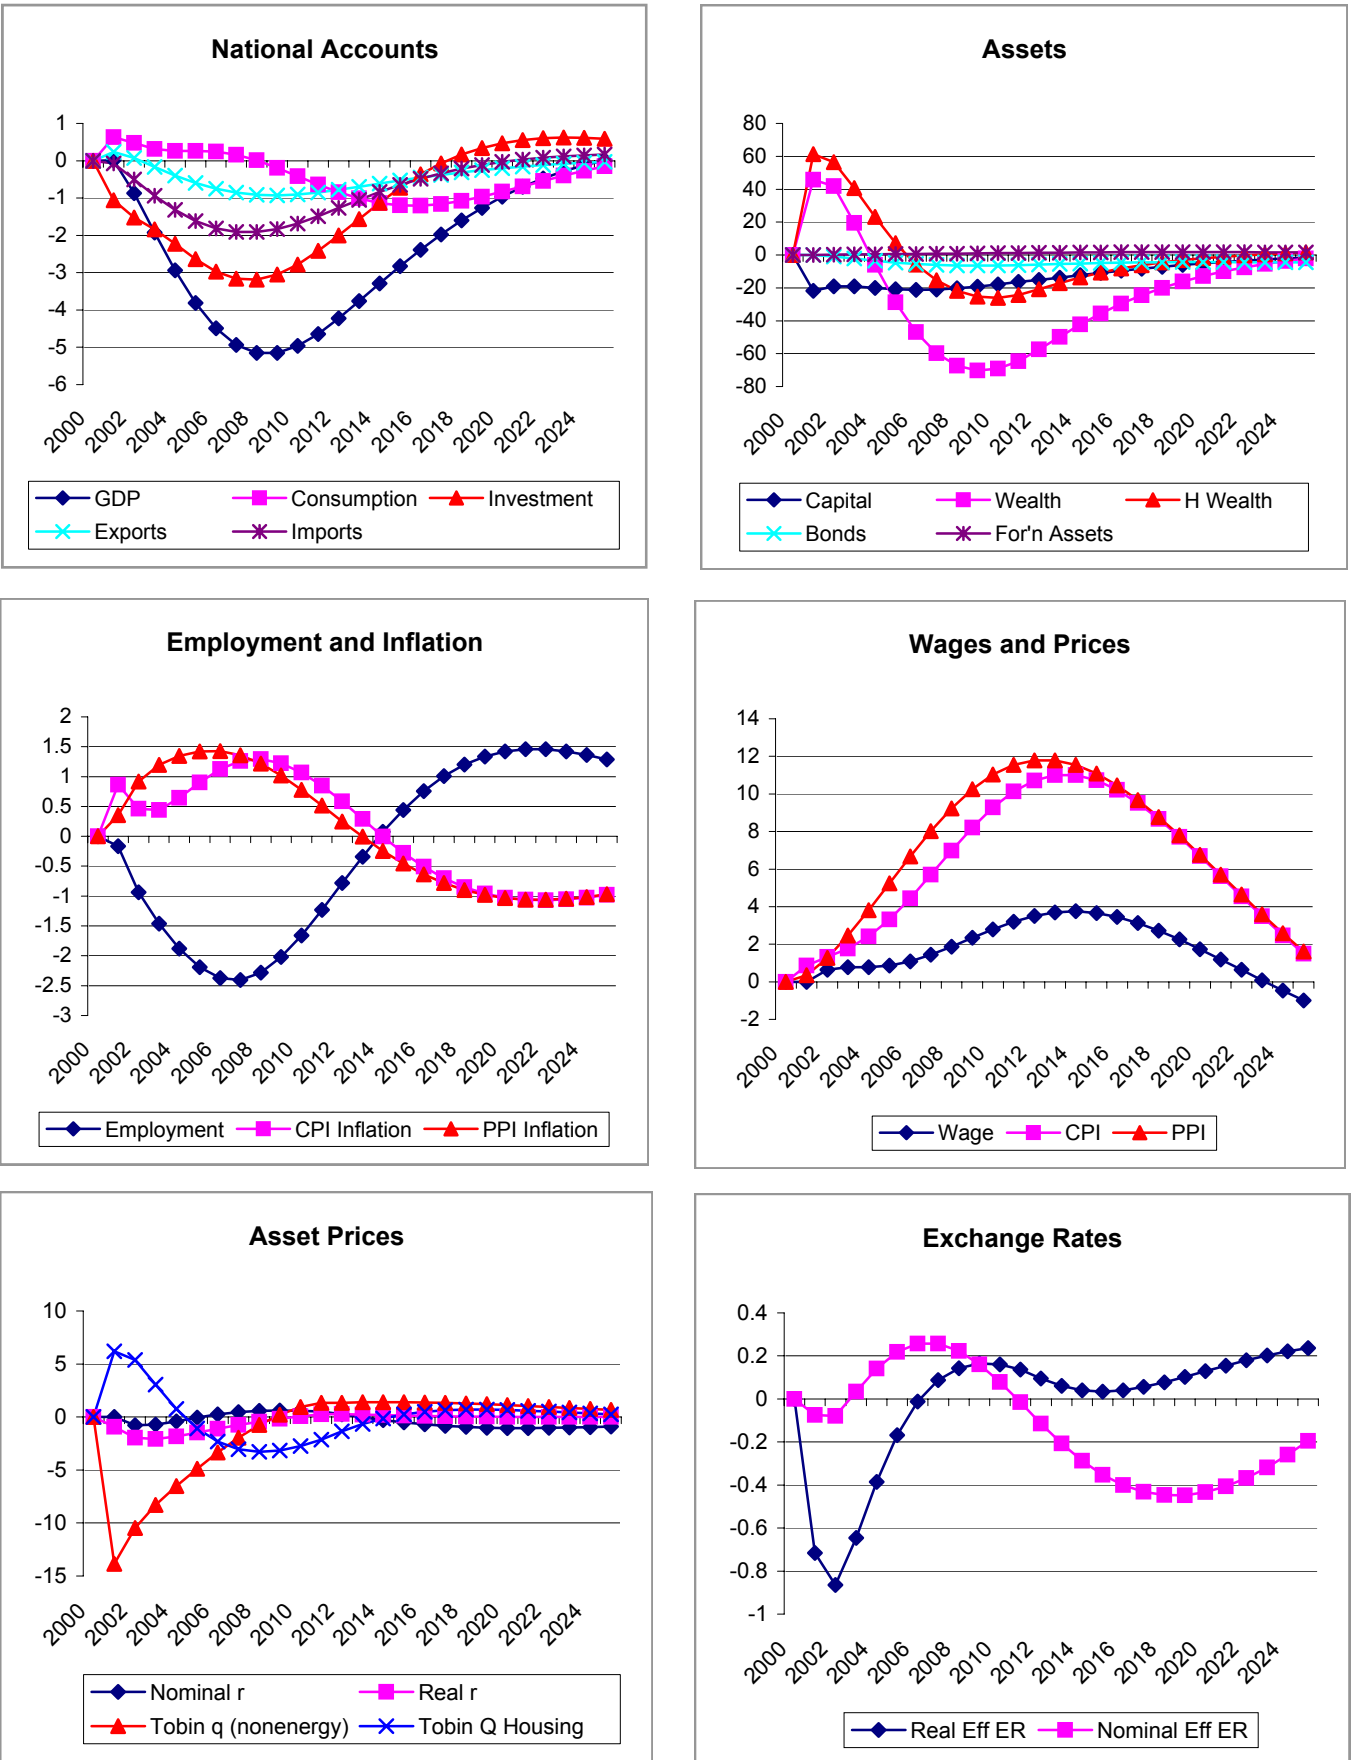 National Accounts
1
0
-1
-2
-3
-4
-5
-6
2000 2002 2004 2006 2008 2010 2012 2014 2016 2018 2020 2022 2024
GDP Consumption Investment
Exports Imports
Assets
80
60
40
20
0
-20
-40
-60
-80
2000 2002 2004 2006 2008 2010 2012 2014 2016 2018 2020 2022 2024
Capital Wealth H Wealth
Bonds For'n Assets
Employment and Inflation
2
1.5
1
0.5
0
-0.5
-1
-1.5
-2
-2.5
-3
2000 2002 2004 2006 2008 2010 2012 2014 2016 2018 2020 2022 2024
Employment CPI Inflation PPI Inflation
Wages and Prices
14
12
10
8
6
4
2
0
-2
2000 2002 2004 2006 2008 2010 2012 2014 2016 2018 2020 2022 2024
Wage CPI PPI
Asset Prices
10
5
0
-5
-10
-15
2000 2002 2004 2006 2008 2010 2012 2014 2016 2018 2020 2022 2024
Nominal r Real r
Tobin q (nonenergy) Tobin Q Housing
Exchange Rates
0.4
0.2
0
-0.2
-0.4
-0.6
-0.8
-1
2000 2002 2004 2006 2008 2010 2012 2014 2016 2018 2020 2022 2024
Real Eff ER Nominal Eff ER